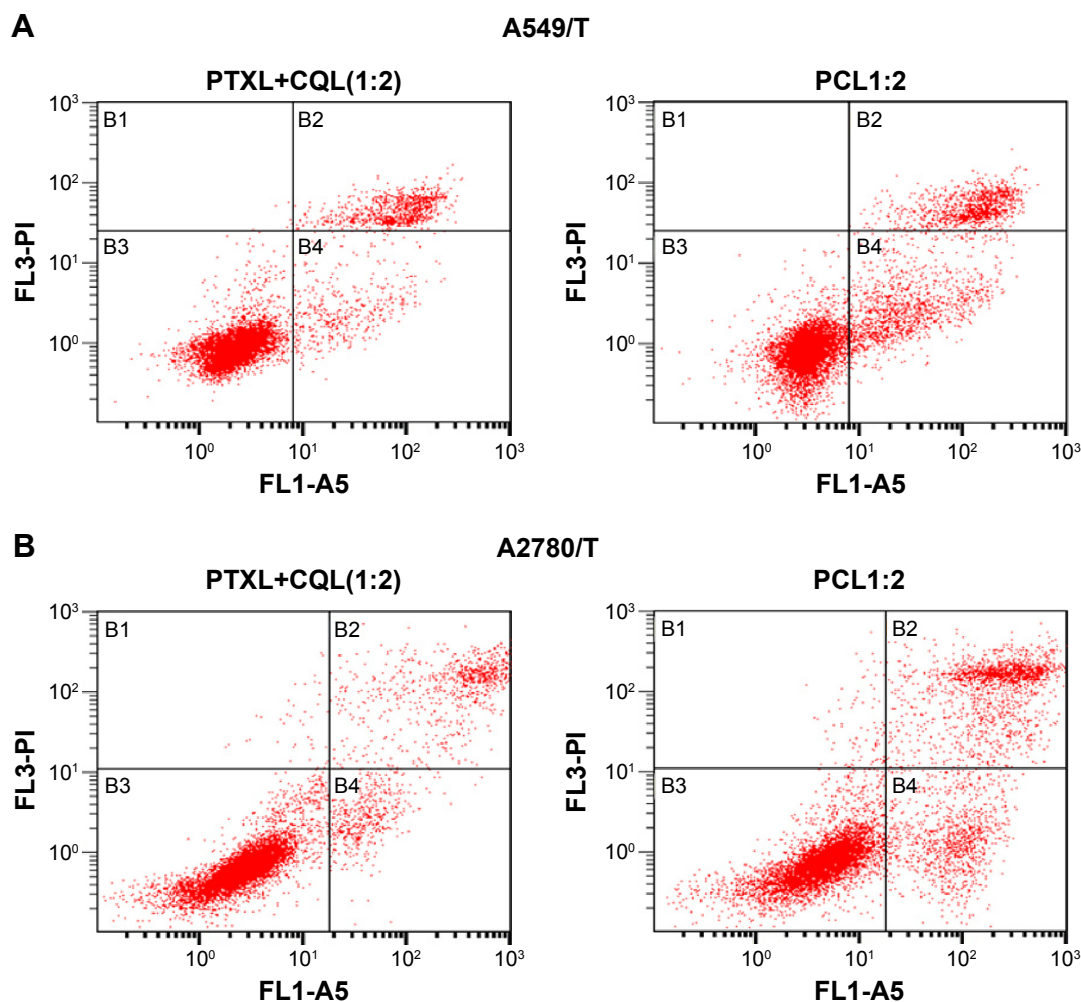 A
A549/T
PTXL+CQL(1:2)
PCL1:2
10³
10²
10¹
10⁰
FL3-PI
B1
B2
B3
B4
10⁰
10¹
10²
10³
FL1-A5
10³
10²
10¹
10⁰
FL3-PI
B1
B2
B3
B4
10⁰
10¹
10²
10³
FL1-A5
B
A2780/T
PTXL+CQL(1:2)
PCL1:2
10³
10²
10¹
10⁰
FL3-PI
B1
B2
B3
B4
10⁰
10¹
10²
10³
FL1-A5
10³
10²
10¹
10⁰
FL3-PI
B1
B2
B3
B4
10⁰
10¹
10²
10³
FL1-A5